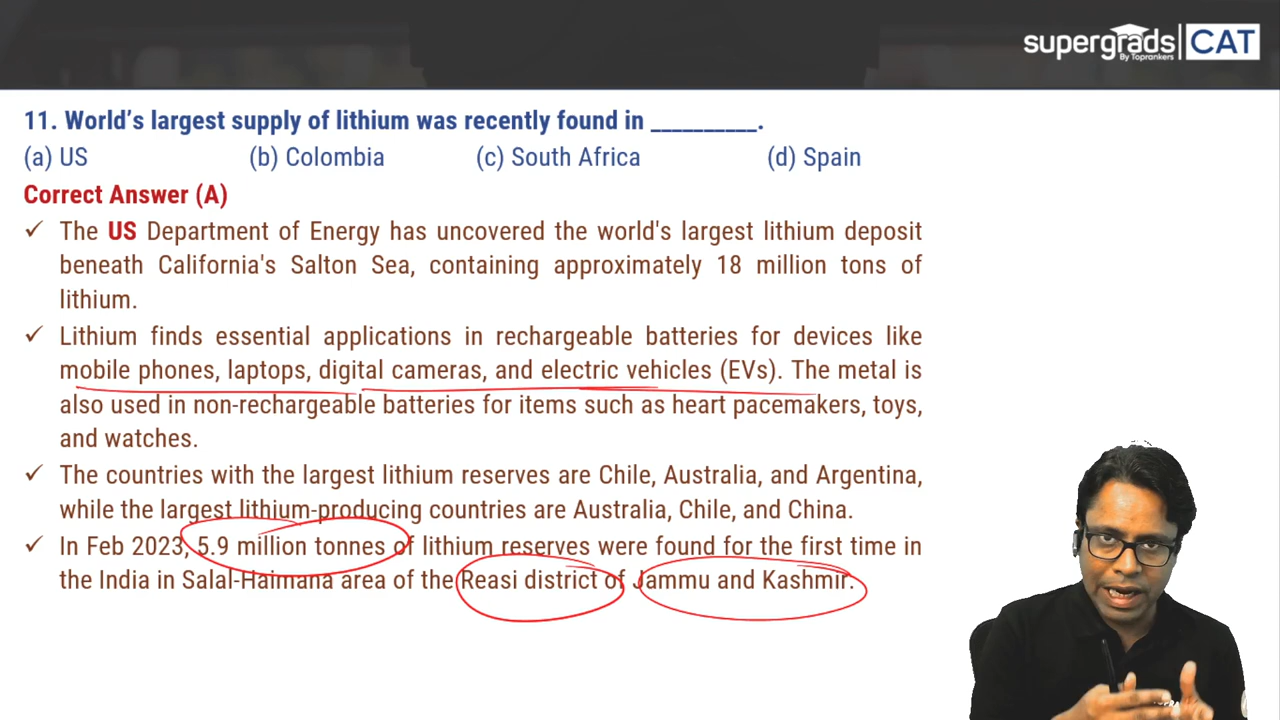 supergrads | CAT
By Toprankers
11. World's largest supply of lithium was recently found in __________.
(a) US (b) Colombia (c) South Africa (d) Spain
Correct Answer (A)
✓ The US Department of Energy has uncovered the world's largest lithium deposit
beneath California's Salton Sea, containing approximately 18 million tons of
lithium.
✓ Lithium finds essential applications in rechargeable batteries for devices like
mobile phones, laptops, digital cameras, and electric vehicles (EVs). The metal is
also used in non-rechargeable batteries for items such as heart pacemakers, toys,
and watches.
✓ The countries with the largest lithium reserves are Chile, Australia, and Argentina,
while the largest lithium-producing countries are Australia, Chile, and China.
✓ In Feb 2023, 5.9 million tonnes of lithium reserves were found for the first time in
the India in Salal-Haimana area of the Reasi district of Jammu and Kashmir.